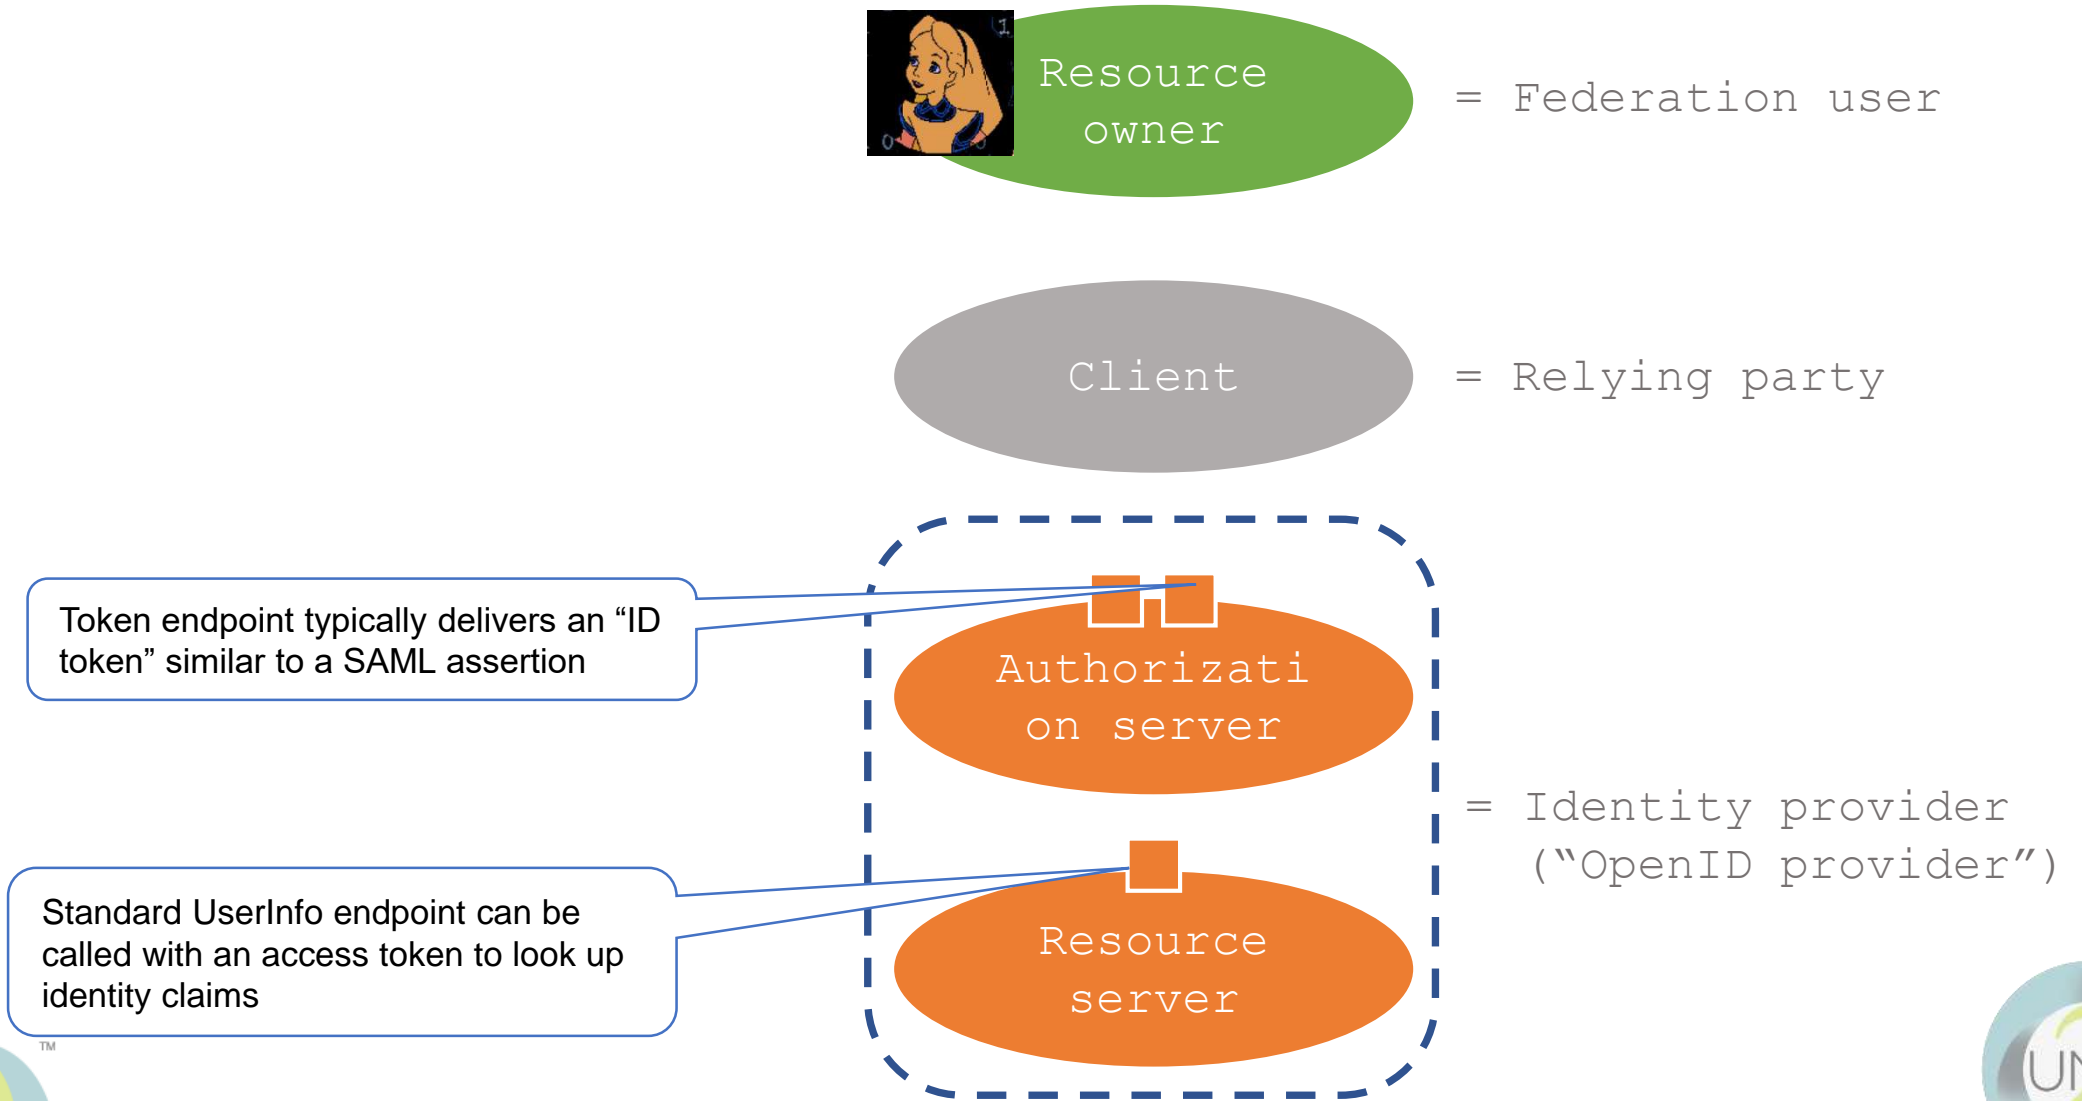 1
Resource
owner
= Federation user
Client
= Relying party
Token endpoint typically delivers an “ID
token” similar to a SAML assertion
Authorizati
on server
= Identity provider
(“OpenID provider”)
Standard UserInfo endpoint can be
called with an access token to look up
identity claims
Resource
server
TM